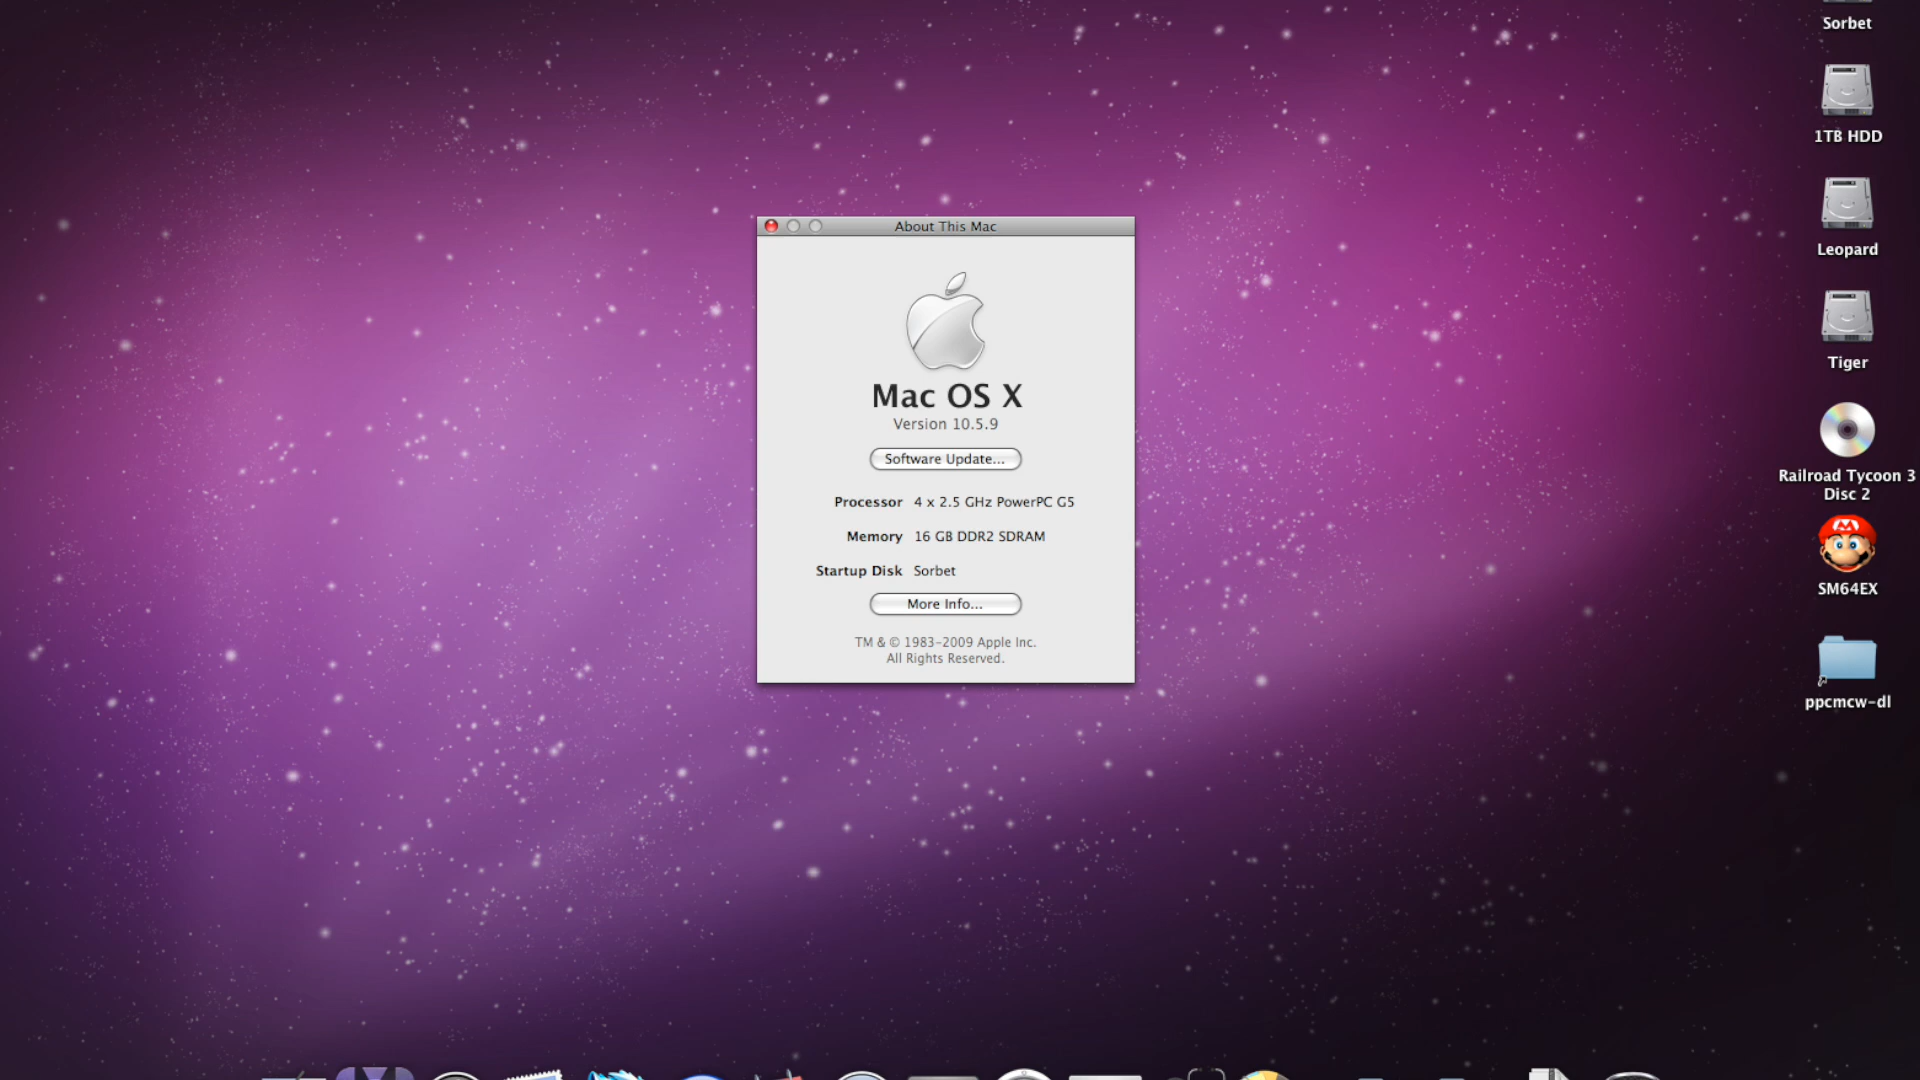 Sorbet
1TB HDD
Leopard
Tiger
Railroad Tycoon 3
Disc 2
SM64EX
ppcmcw-dl
About This Mac
Mac OS X
Version 10.5.9
Software Update...
Processor 4 x 2.5 GHz PowerPC G5
Memory 16 GB DDR2 SDRAM
Startup Disk Sorbet
More Info...
TM & © 1983-2009 Apple Inc.
All Rights Reserved.